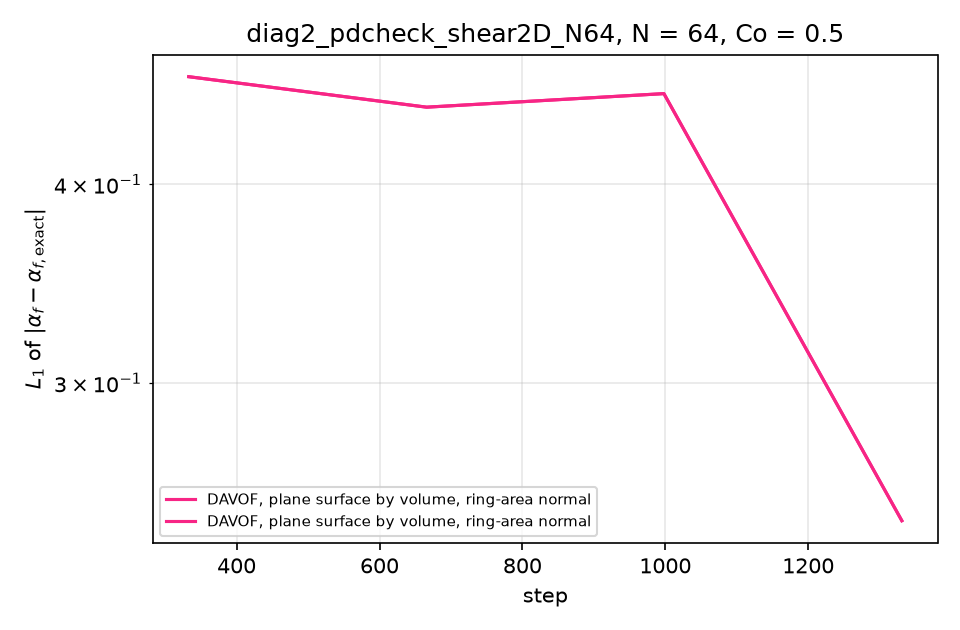 diag2_pdcheck_shear2D_N64, N = 64, Co = 0.5
L₁ of |α_f − α_{f,exact}|
4 × 10⁻¹
3 × 10⁻¹
DAVOF, plane surface by volume, ring-area normal
DAVOF, plane surface by volume, ring-area normal
400 600 800 1000 1200
step